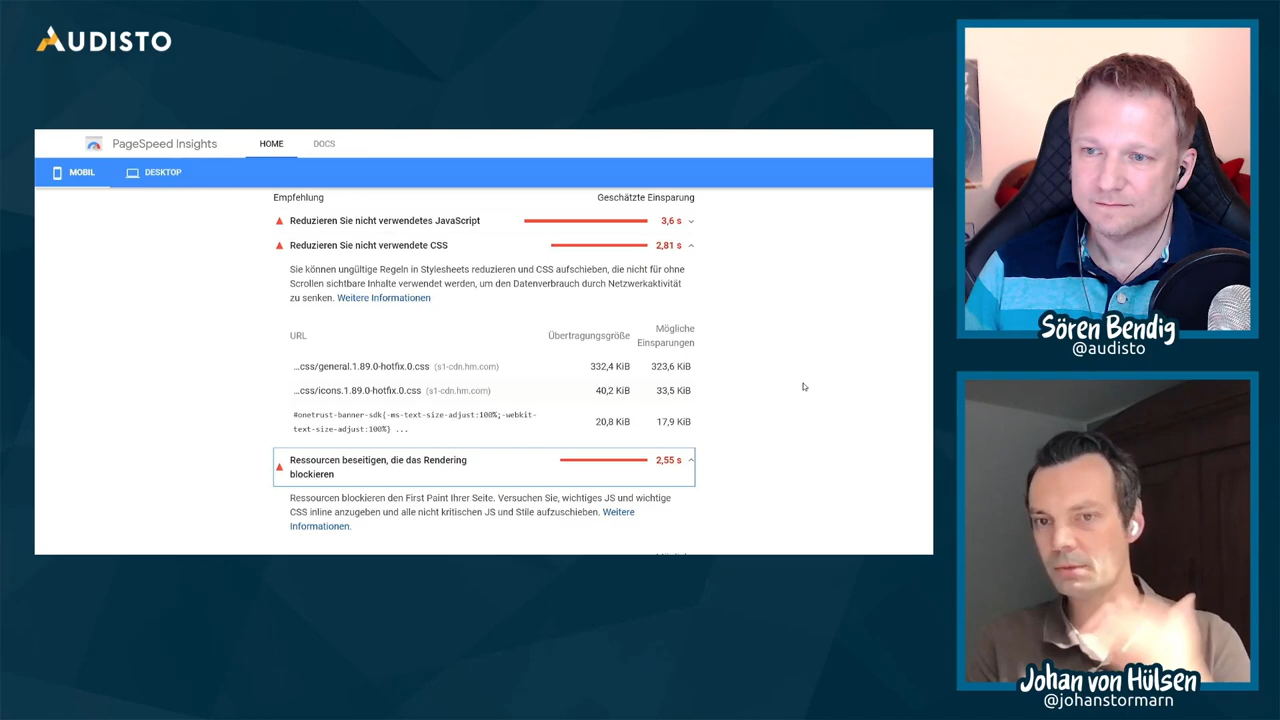 AUDISTO
PageSpeed Insights
HOME
DOCS
MOBIL
DESKTOP
Empfehlung
Geschätzte Einsparung
Reduzieren Sie nicht verwendetes JavaScript
3,6 s
Reduzieren Sie nicht verwendete CSS
2,81 s
Sie können ungültige Regeln in Stylesheets reduzieren und CSS aufschieben, die nicht für ohne
Scrollen sichtbare Inhalte verwendet werden, um den Datenverbrauch durch Netzwerkaktivität
zu senken. Weitere Informationen
URL
Übertragungsgröße
Mögliche
Einsparungen
…css/general.1.89.0-hotfix.0.css (s1-cdn.hm.com)
332,4 KiB
323,6 KiB
…css/icons.1.89.0-hotfix.0.css (s1-cdn.hm.com)
40,2 KiB
33,5 KiB
#onetrust-banner-sdk{-ms-text-size-adjust:100%;-webkit-
text-size-adjust:100%} ...
20,8 KiB
17,9 KiB
Ressourcen beseitigen, die das Rendering
blockieren
2,55 s
Ressourcen blockieren den First Paint Ihrer Seite. Versuchen Sie, wichtiges JS und wichtige
CSS inline anzugeben und alle nicht kritischen JS und Stile aufzuschieben. Weitere
Informationen.
Sören Bendig
@audisto
Johan von Hülsen
@johanstormarn